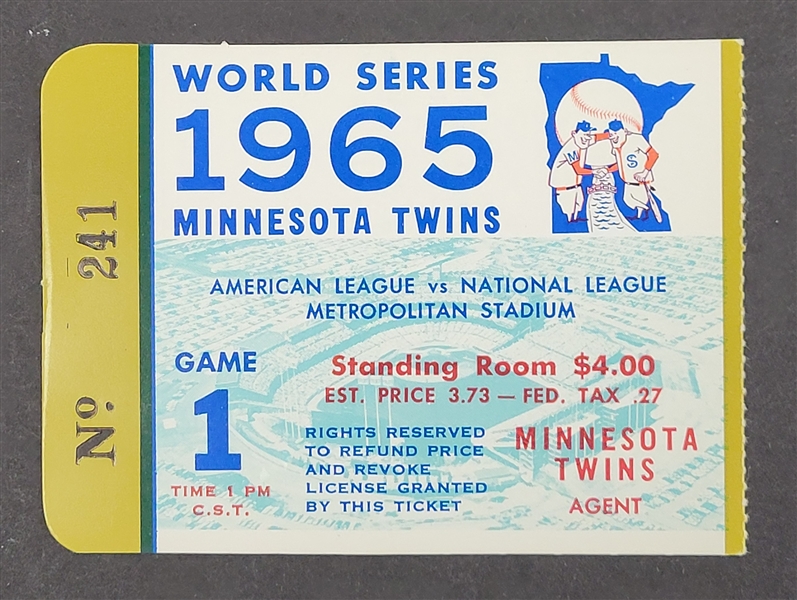 No. 241
WORLD SERIES
1965
MINNESOTA TWINS
M S
AMERICAN LEAGUE vs NATIONAL LEAGUE
METROPOLITAN STADIUM
GAME
1
TIME 1 PM
C.S.T.
Standing Room $4.00
EST. PRICE 3.73 — FED. TAX .27
RIGHTS RESERVED
TO REFUND PRICE
AND REVOKE
LICENSE GRANTED
BY THIS TICKET
MINNESOTA
TWINS
AGENT